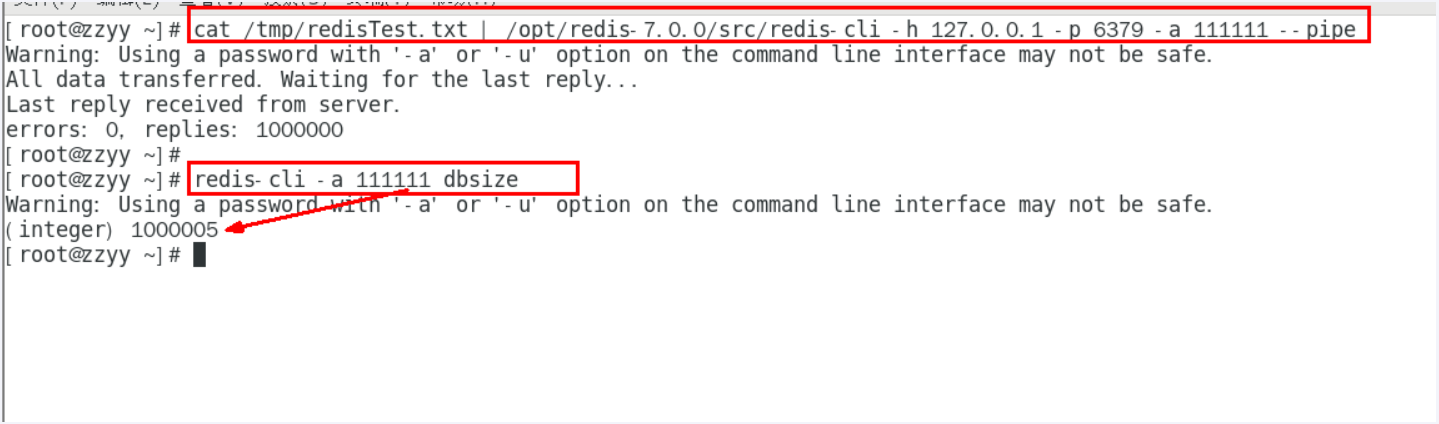 [root@zzyy ~]# cat /tmp/redisTest.txt | /opt/redis-7.0.0/src/redis-cli -h 127.0.0.1 -p 6379 -a 111111 --pipe
Warning: Using a password with '-a' or '-u' option on the command line interface may not be safe.
All data transferred. Waiting for the last reply...
Last reply received from server.
errors: 0, replies: 1000000
[root@zzyy ~]#
[root@zzyy ~]# redis-cli -a 111111 dbsize
Warning: Using a password with '-a' or '-u' option on the command line interface may not be safe.
(integer) 1000005
[root@zzyy ~]#